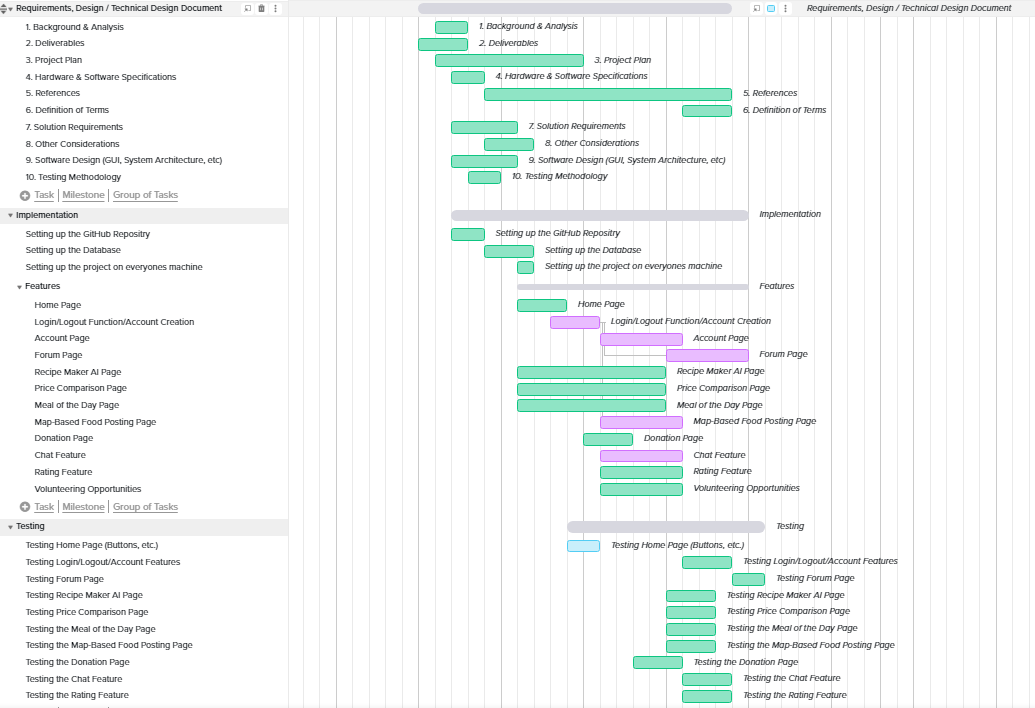 Requirements, Design / Technical Design Document Requirements, Design / Technical Design Document
1. Background & Analysis 1. Background & Analysis
2. Deliverables 2. Deliverables
3. Project Plan 3. Project Plan
4. Hardware & Software Specifications 4. Hardware & Software Specifications
5. References 5. References
6. Definition of Terms 6. Definition of Terms
7. Solution Requirements 7. Solution Requirements
8. Other Considerations 8. Other Considerations
9. Software Design (GUI, System Architecture, etc) 9. Software Design (GUI, System Architecture, etc)
10. Testing Methodology 10. Testing Methodology
Task | Milestone | Group of Tasks
Implementation Implementation
Setting up the GitHub Repositry Setting up the GitHub Repositry
Setting up the Database Setting up the Database
Setting up the project on everyones machine Setting up the project on everyones machine
Features Features
Home Page Home Page
Login/Logout Function/Account Creation Login/Logout Function/Account Creation
Account Page Account Page
Forum Page Forum Page
Recipe Maker AI Page Recipe Maker AI Page
Price Comparison Page Price Comparison Page
Meal of the Day Page Meal of the Day Page
Map-Based Food Posting Page Map-Based Food Posting Page
Donation Page Donation Page
Chat Feature Chat Feature
Rating Feature Rating Feature
Volunteering Opportunities Volunteering Opportunities
Task | Milestone | Group of Tasks
Testing Testing
Testing Home Page (Buttons, etc.) Testing Home Page (Buttons, etc.)
Testing Login/Logout/Account Features Testing Login/Logout/Account Features
Testing Forum Page Testing Forum Page
Testing Recipe Maker AI Page Testing Recipe Maker AI Page
Testing Price Comparison Page Testing Price Comparison Page
Testing the Meal of the Day Page Testing the Meal of the Day Page
Testing the Map-Based Food Posting Page Testing the Map-Based Food Posting Page
Testing the Donation Page Testing the Donation Page
Testing the Chat Feature Testing the Chat Feature
Testing the Rating Feature Testing the Rating Feature